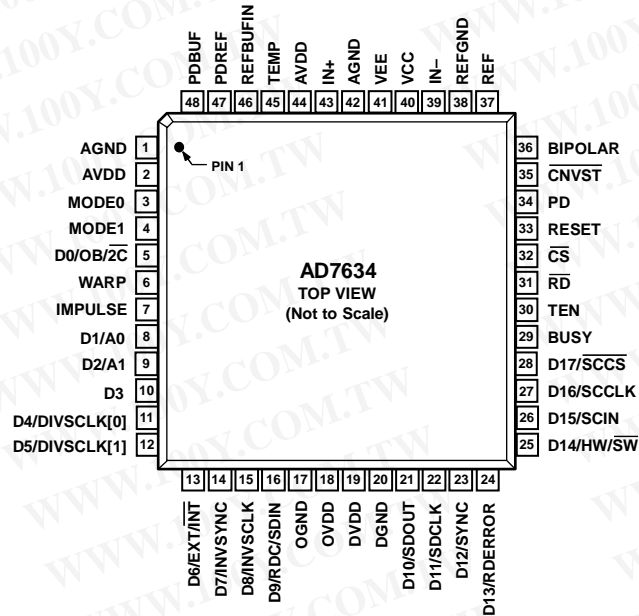 48 PDBUF
47 PDREF
46 REFBUFIN
45 TEMP
44 AVDD
43 IN+
42 AGND
41 VEE
40 VCC
39 IN–
38 REFGND
37 REF
AGND 1
AVDD 2
MODE0 3
MODE1 4
D0/OB/2C 5
WARP 6
IMPULSE 7
D1/A0 8
D2/A1 9
D3 10
D4/DIVSCLK[0] 11
D5/DIVSCLK[1] 12
PIN 1
AD7634
TOP VIEW
(Not to Scale)
36 BIPOLAR
35 CNVST
34 PD
33 RESET
32 CS
31 RD
30 TEN
29 BUSY
28 D17/SCCS
27 D16/SCCLK
26 D15/SCIN
25 D14/HW/SW
13 D6/EXT/INT
14 D7/INVSYNC
15 D8/INVSCLK
16 D9/RDC/SDIN
17 OGND
18 OVDD
19 DVDD
20 DGND
21 D10/SDOUT
22 D11/SDCLK
23 D12/SYNC
24 D13/RDERROR
WWW.100Y.COM.TW